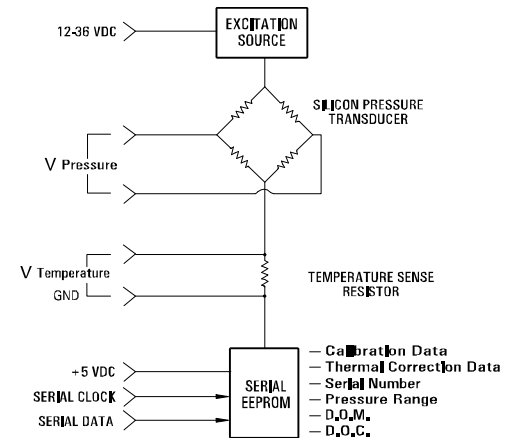 12-36 VDC
EXCITATION
SOURCE
SILICON PRESSURE
TRANSDUCER
V Pressure
V Temperature
GND
TEMPERATURE SENSE
RESISTOR
+5 VDC
SERIAL CLOCK
SERIAL DATA
SERIAL
EEPROM
– Calibration Data
– Thermal Correction Data
– Serial Number
– Pressure Range
– D.O.M.
– D.O.C.